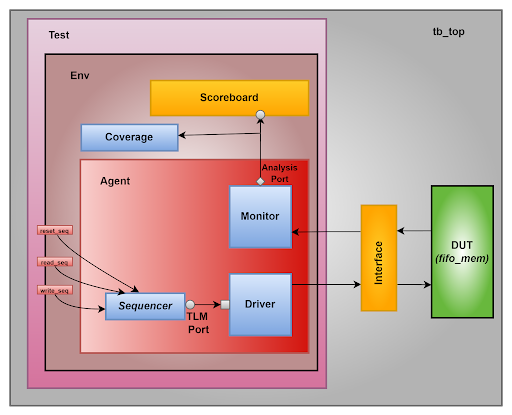 Test
tb_top
Env
Scoreboard
Coverage
Analysis
Port
Agent
Monitor
reset_seq
read_seq
write_seq
Sequencer
TLM
Port
Driver
Interface
DUT
(fifo_mem)